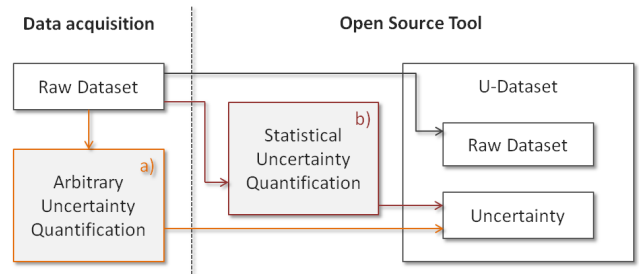 Data acquisition
Open Source Tool
Raw Dataset
U-Dataset
b)
Statistical
Uncertainty
Quantification
Raw Dataset
a)
Arbitrary
Uncertainty
Quantification
Uncertainty